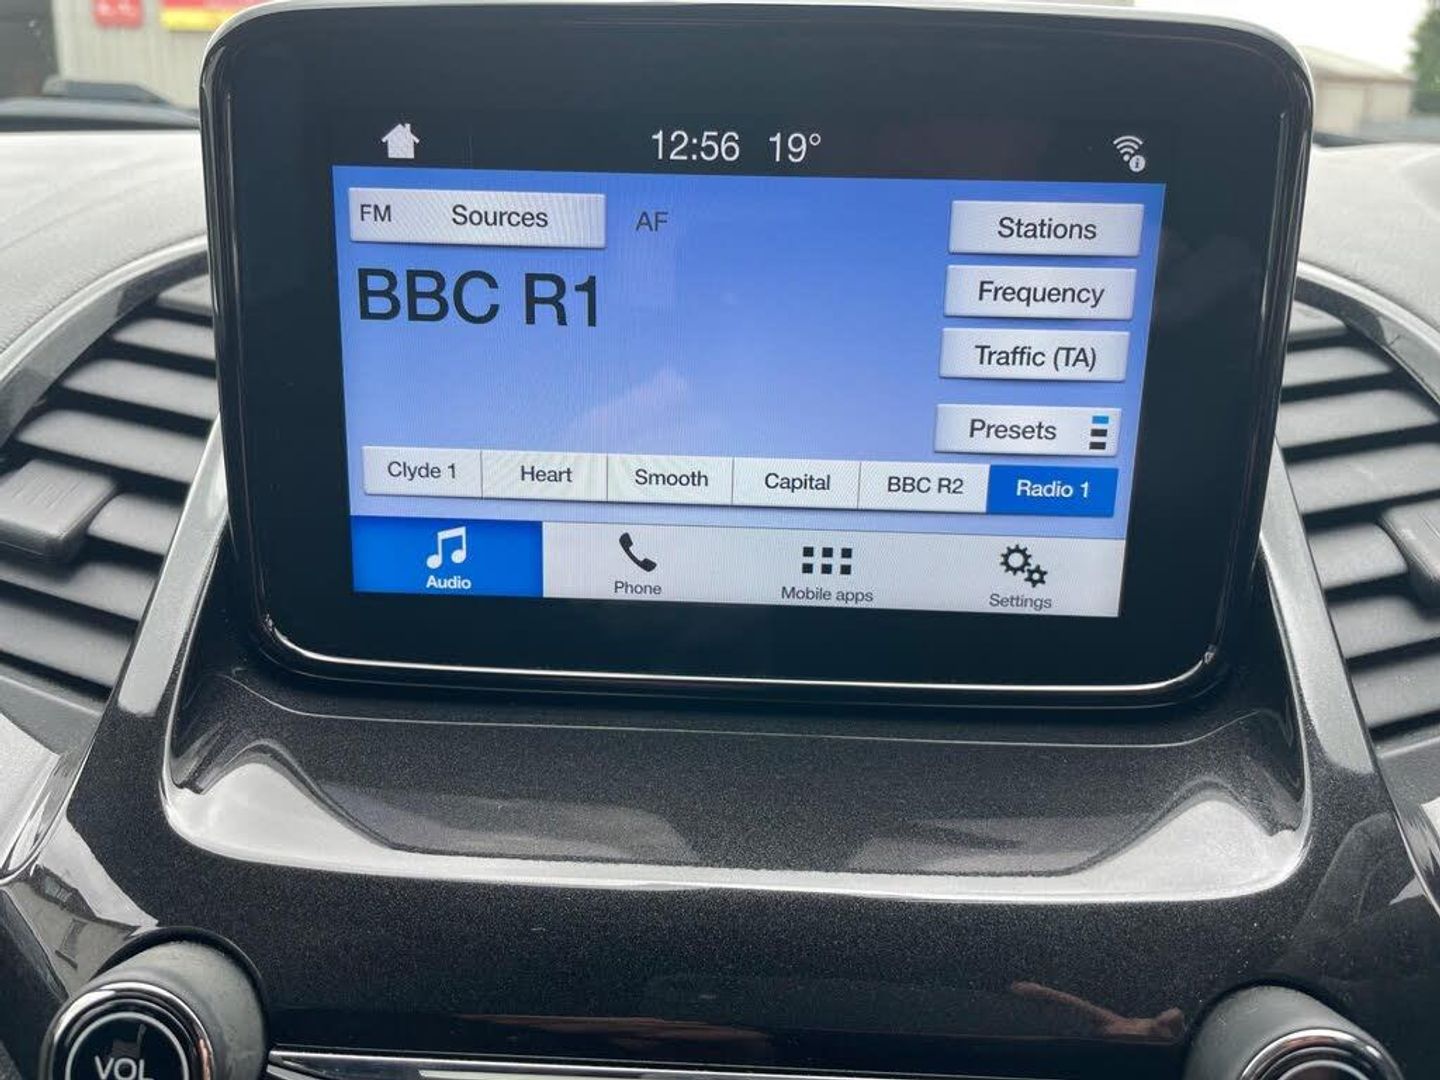 12:56 19°
FM Sources AF
Stations
BBC R1
Frequency
Traffic (TA)
Presets
Clyde 1 Heart Smooth Capital BBC R2 Radio 1
Audio Phone Mobile apps Settings
VOL